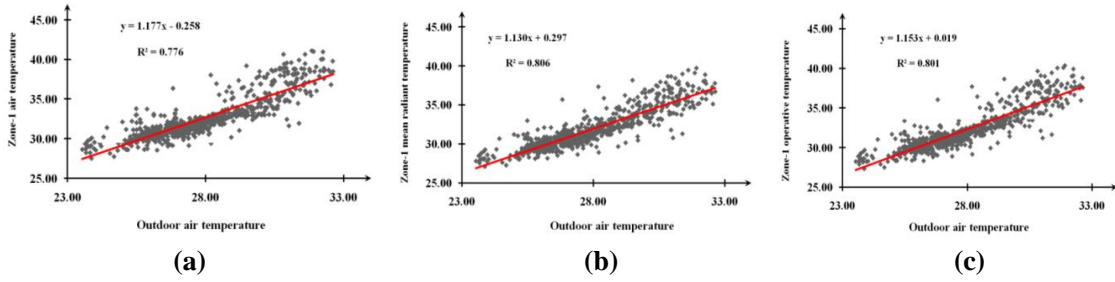 45.00
y = 1.177x - 0.258
R² = 0.776
40.00
35.00
30.00
25.00
23.00 28.00 33.00
Zone-1 air temperature
Outdoor air temperature
(a)
45.00
y = 1.130x + 0.297
R² = 0.806
40.00
35.00
30.00
25.00
23.00 28.00 33.00
Zone-1 mean radiant temperature
Outdoor air temperature
(b)
45.00
y = 1.153x + 0.019
R² = 0.801
40.00
35.00
30.00
25.00
23.00 28.00 33.00
Zone-1 operative temperature
Outdoor air temperature
(c)